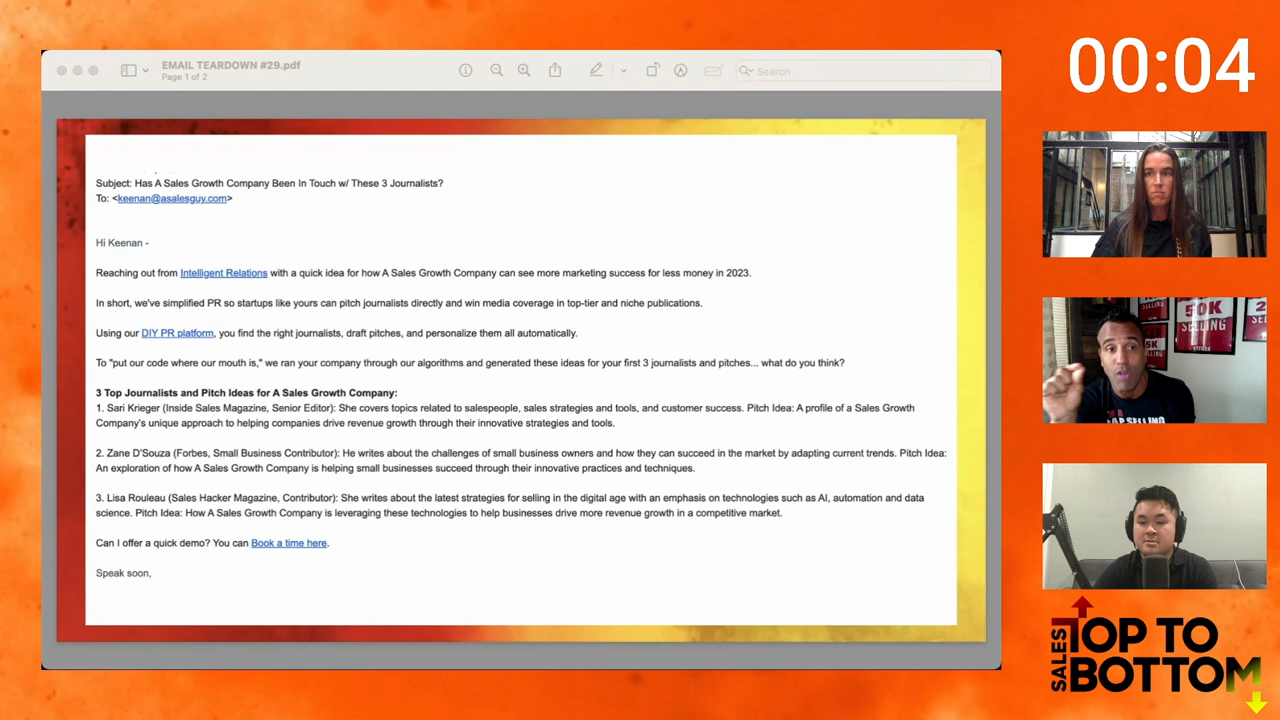 EMAIL TEARDOWN #29.pdf
Page 1 of 2
Search
00:04
Subject: Has A Sales Growth Company Been In Touch w/ These 3 Journalists?
To: <keenan@asalesguy.com>
Hi Keenan -
Reaching out from Intelligent Relations with a quick idea for how A Sales Growth Company can see more marketing success for less money in 2023.
In short, we've simplified PR so startups like yours can pitch journalists directly and win media coverage in top-tier and niche publications.
Using our DIY PR platform, you find the right journalists, draft pitches, and personalize them all automatically.
To "put our code where our mouth is," we ran your company through our algorithms and generated these ideas for your first 3 journalists and pitches... what do you think?
3 Top Journalists and Pitch Ideas for A Sales Growth Company:
1. Sari Krieger (Inside Sales Magazine, Senior Editor): She covers topics related to salespeople, sales strategies and tools, and customer success. Pitch Idea: A profile of a Sales Growth
Company's unique approach to helping companies drive revenue growth through their innovative strategies and tools.
2. Zane D'Souza (Forbes, Small Business Contributor): He writes about the challenges of small business owners and how they can succeed in the market by adapting current trends. Pitch Idea:
An exploration of how A Sales Growth Company is helping small businesses succeed through their innovative practices and techniques.
3. Lisa Rouleau (Sales Hacker Magazine, Contributor): She writes about the latest strategies for selling in the digital age with an emphasis on technologies such as AI, automation and data
science. Pitch Idea: How A Sales Growth Company is leveraging these technologies to help businesses drive more revenue growth in a competitive market.
Can I offer a quick demo? You can Book a time here.
Speak soon,
50K
SELLING
SALES
TOP TO
BOTTOM